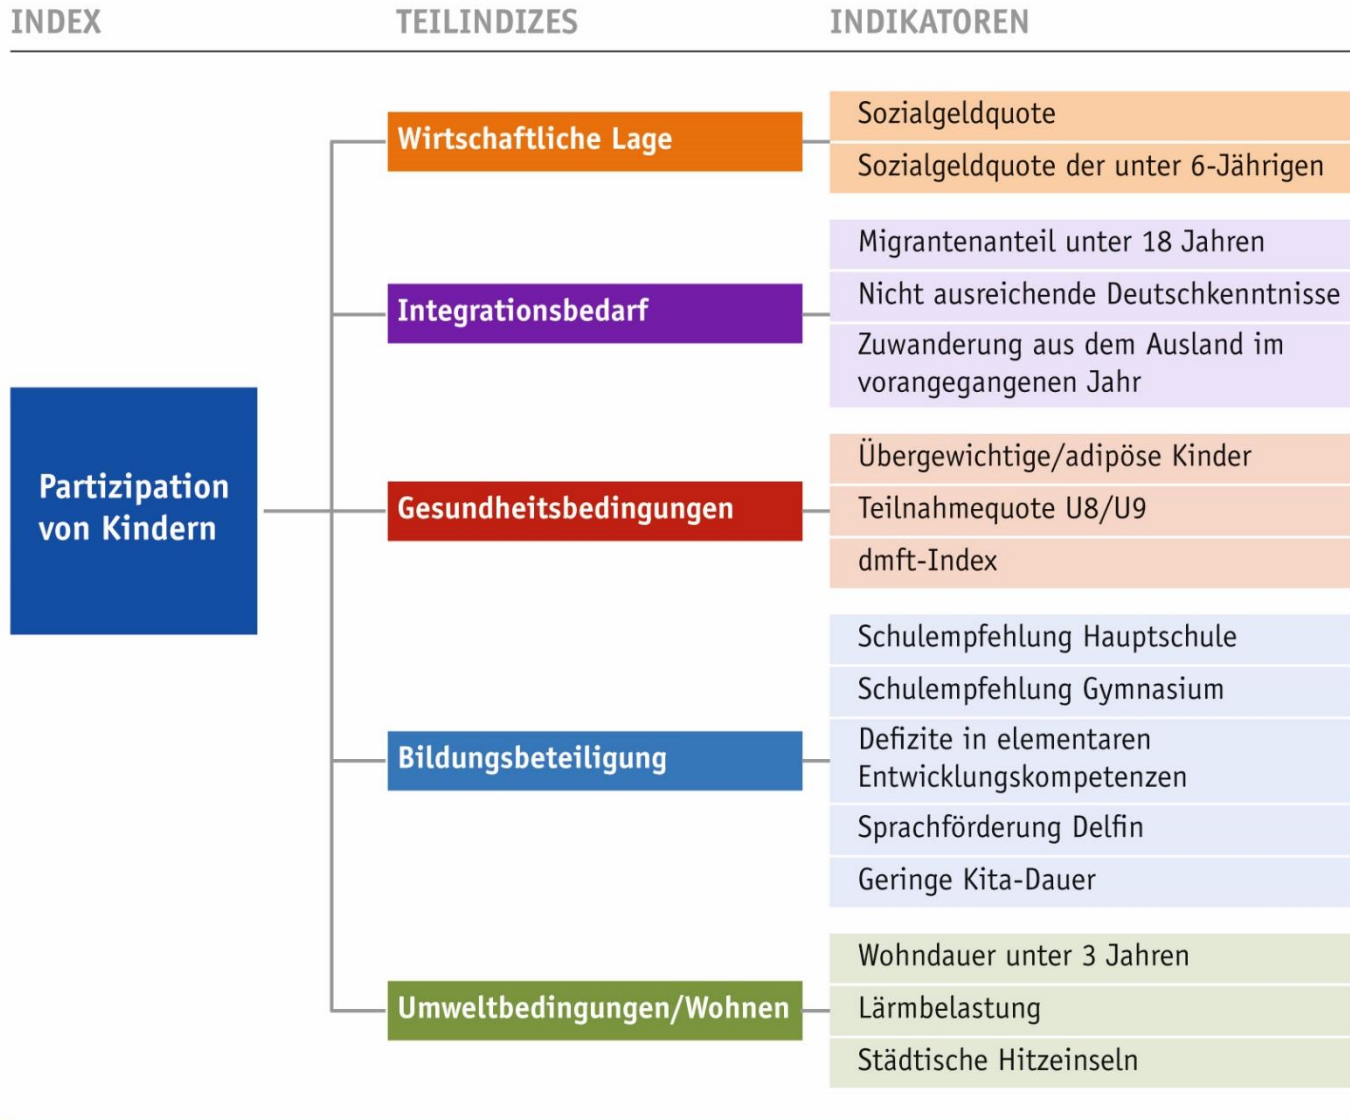 INDEX TEILINDIZES INDIKATOREN
Partizipation
von Kindern
Wirtschaftliche Lage
Sozialgeldquote
Sozialgeldquote der unter 6-Jährigen
Integrationsbedarf
Migrantenanteil unter 18 Jahren
Nicht ausreichende Deutschkenntnisse
Zuwanderung aus dem Ausland im
vorangegangenen Jahr
Gesundheitsbedingungen
Übergewichtige/adipöse Kinder
Teilnahmequote U8/U9
dmft-Index
Bildungsbeteiligung
Schulempfehlung Hauptschule
Schulempfehlung Gymnasium
Defizite in elementaren
Entwicklungskompetenzen
Sprachförderung Delfin
Geringe Kita-Dauer
Umweltbedingungen/Wohnen
Wohndauer unter 3 Jahren
Lärmbelastung
Städtische Hitzeinseln